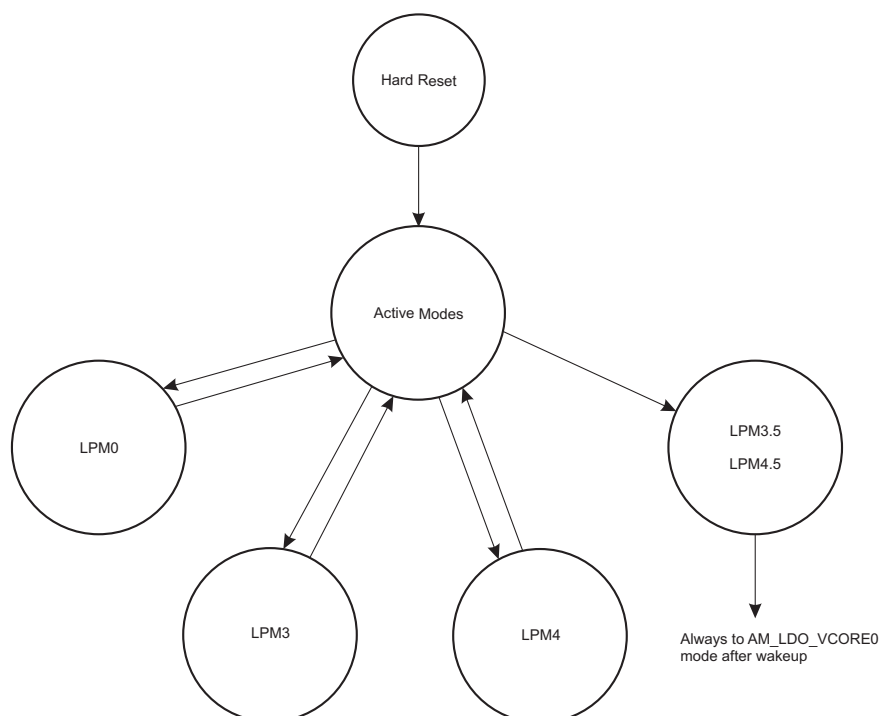 Hard Reset
Active Modes
LPM0
LPM3.5
LPM4.5
LPM3
LPM4
Always to AM_LDO_VCORE0
mode after wakeup